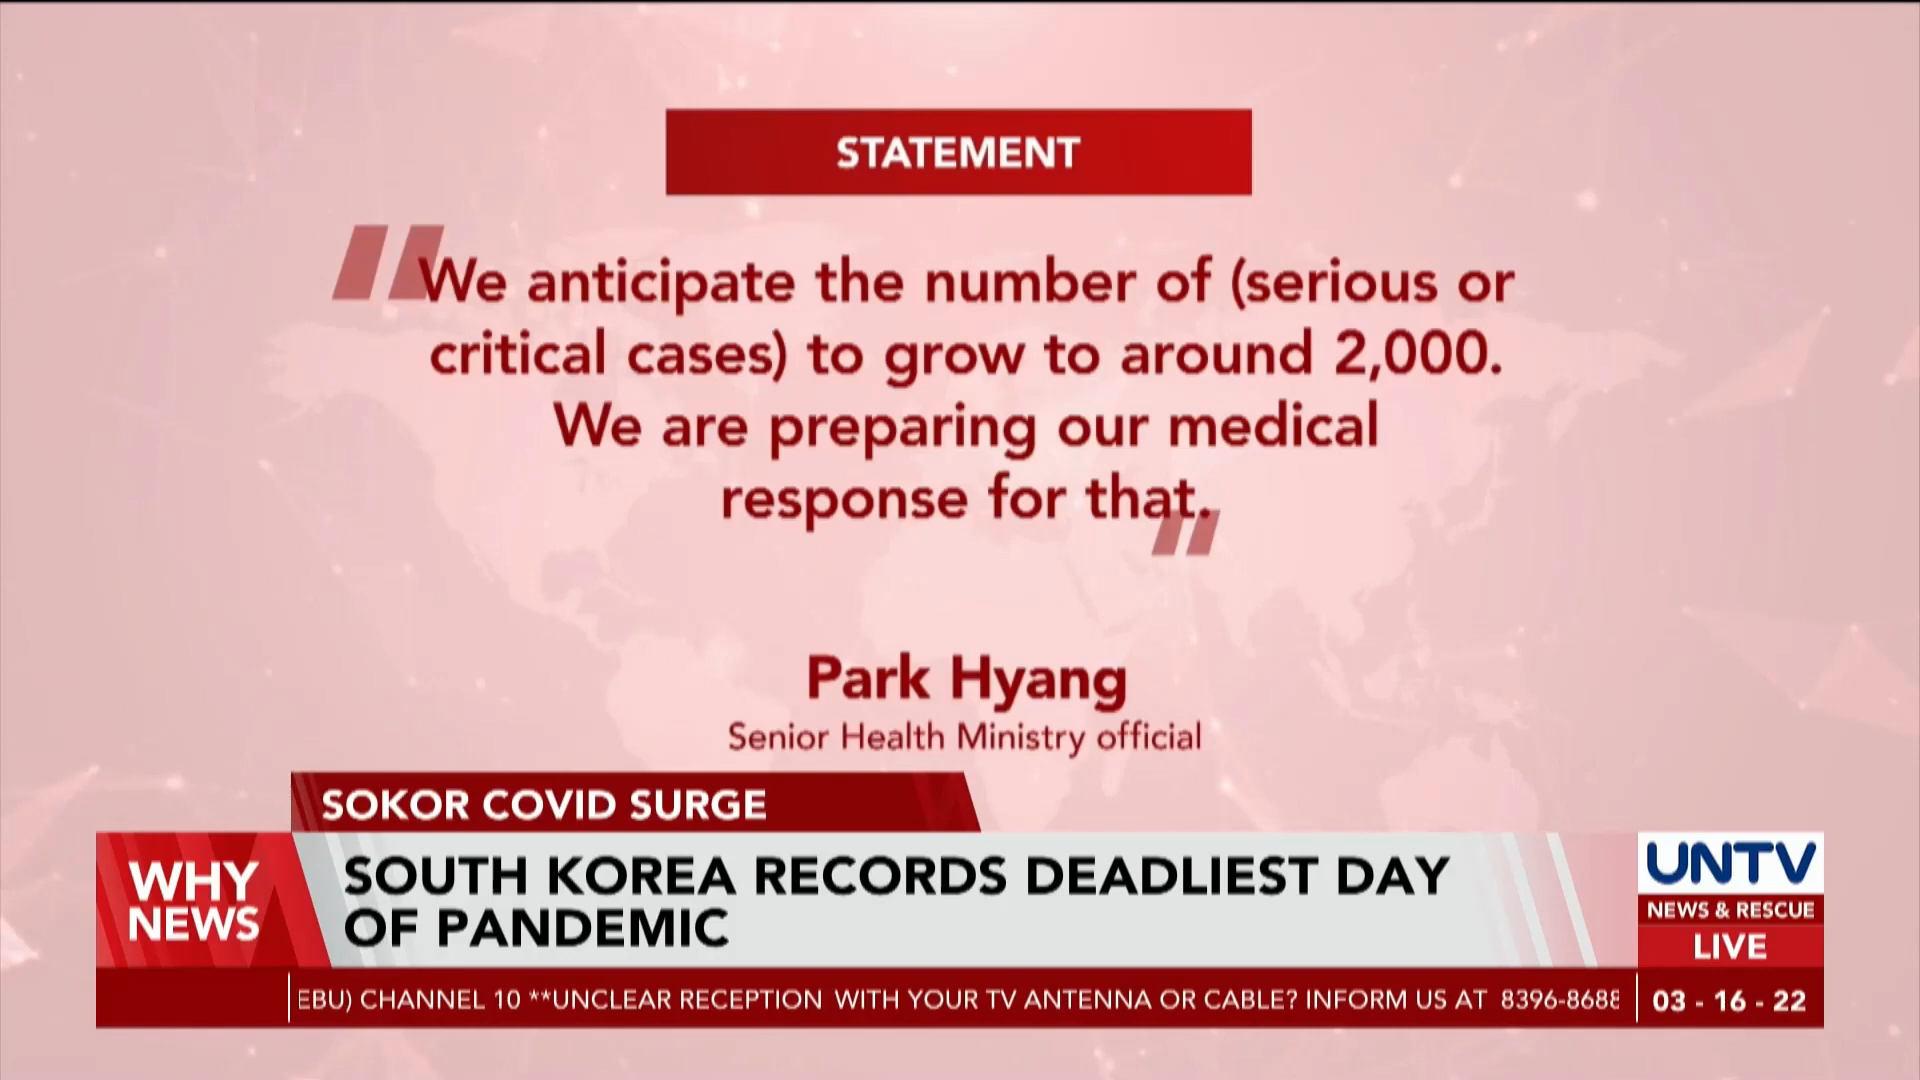 STATEMENT
"We anticipate the number of (serious or
critical cases) to grow to around 2,000.
We are preparing our medical
response for that."
Park Hyang
Senior Health Ministry official
SOKOR COVID SURGE
WHY
NEWS
SOUTH KOREA RECORDS DEADLIEST DAY
OF PANDEMIC
UNTV
NEWS & RESCUE
LIVE
EBU) CHANNEL 10 **UNCLEAR RECEPTION WITH YOUR TV ANTENNA OR CABLE? INFORM US AT 8396-8688
03 - 16 - 22